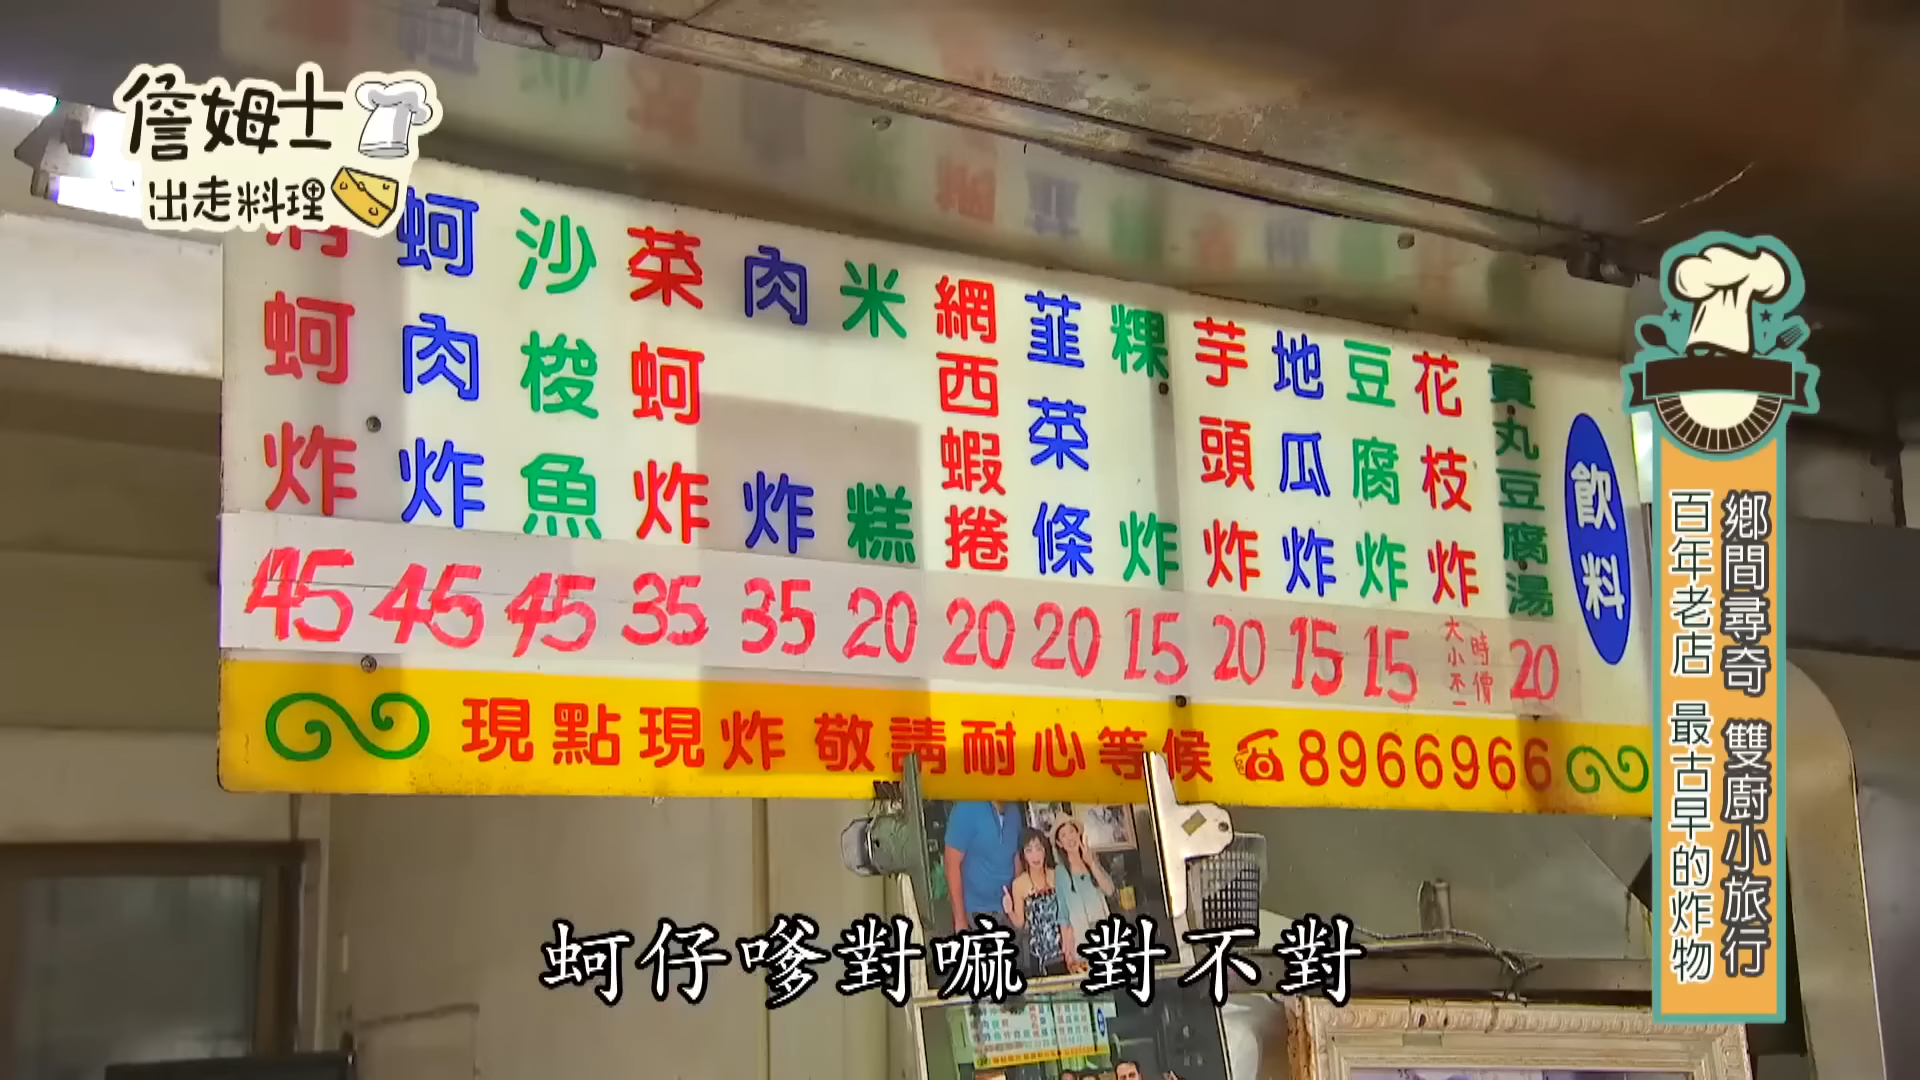 詹姆士
出走料理
蚵炸
蚵肉炸
沙梭魚
菜蚵炸
肉炸
米糕
網西蝦捲
韮菜條
粿炸
芋頭炸
地瓜炸
豆腐炸
花枝炸
貢丸豆腐湯
飲料
45 45 45 35 35 20 20 20 15 20 15 15 大小不一 時價 20
現點現炸 敬請耐心等候 ☎8966966
鄉間尋奇 雙廚小旅行
百年老店 最古早的炸物
蚵仔嗲對嘛 對不對